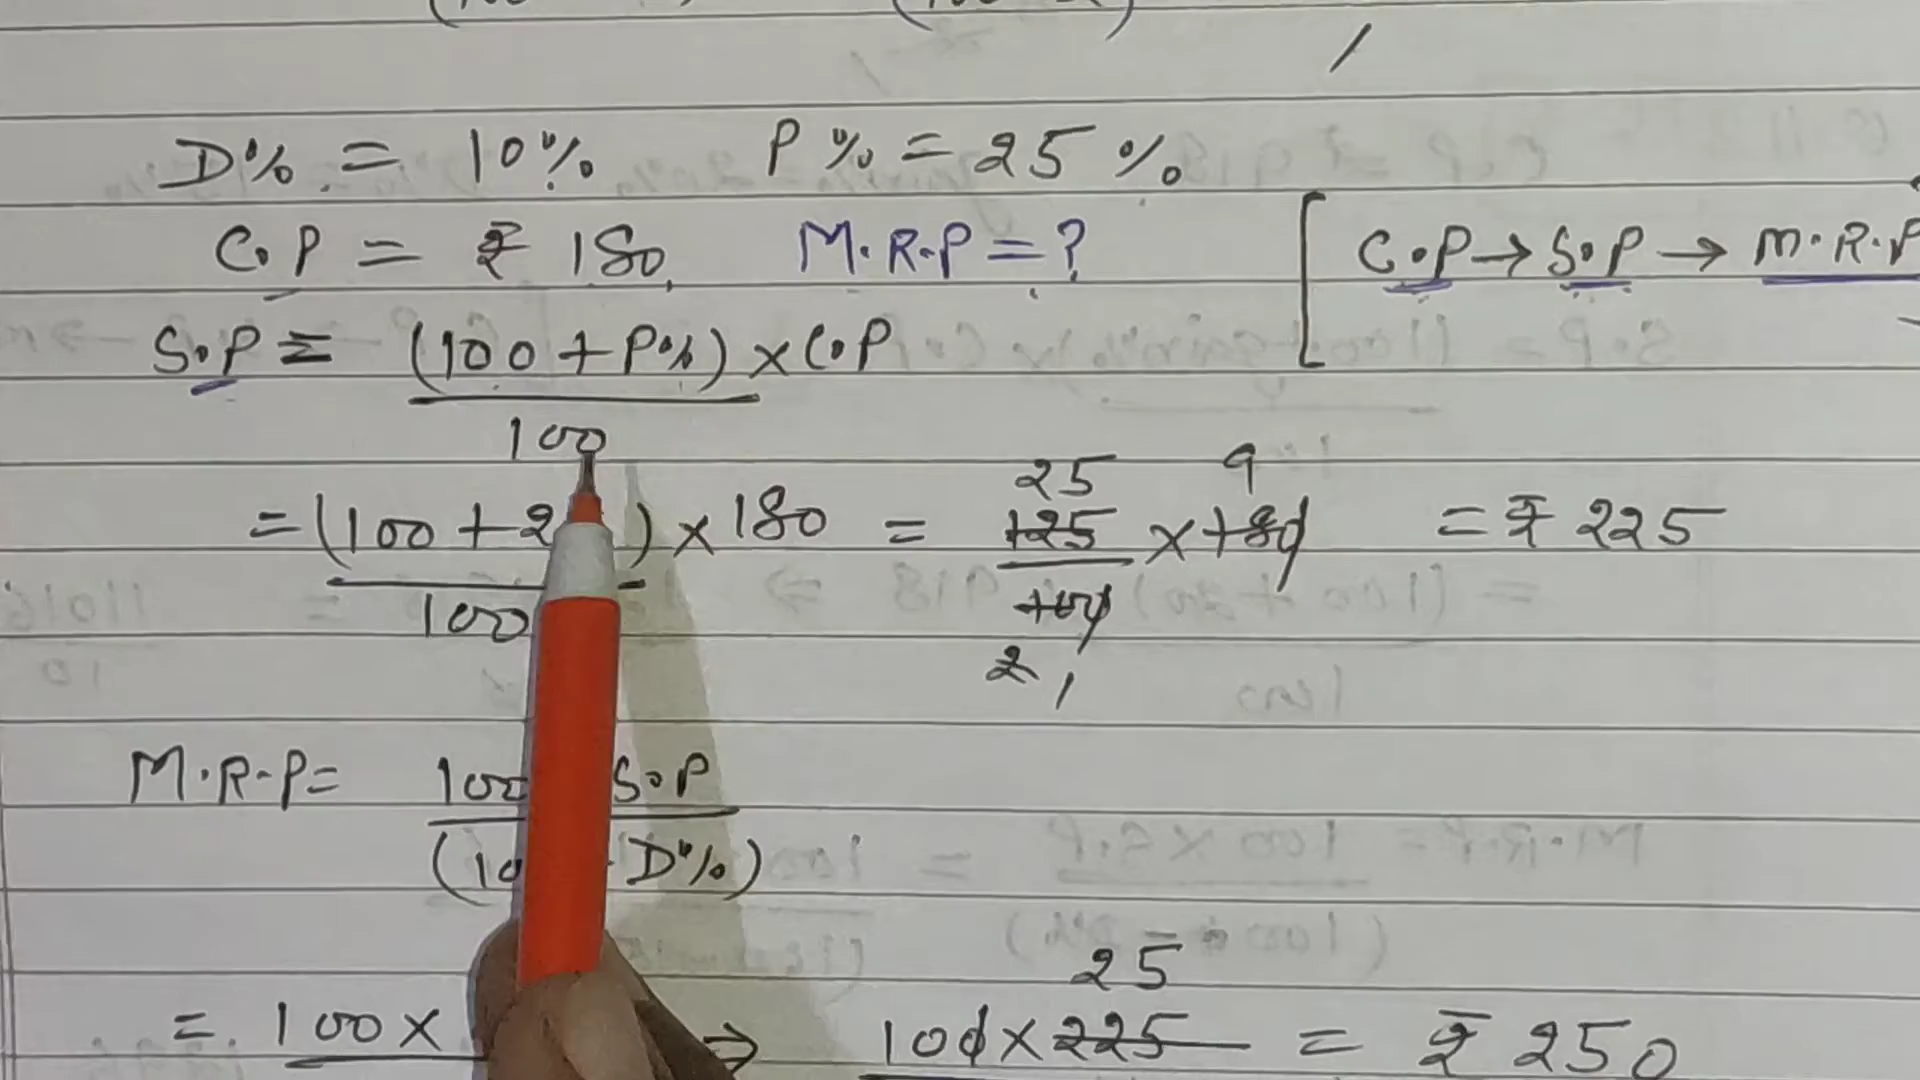 D% = 10% P% = 25%
C.P = ₹ 180 M.R.P = ?
[ C.P → S.P → M.R.P
S.P = (100 + P%) × C.P
100
25 9
= (100 + 2 ) × 180 = 125 × 180 = ₹ 225
100 100
2 1
M.R.P = 100 S.P
(10 - D%)
25
= 100 × ⇒ 100 × 225 = ₹ 250